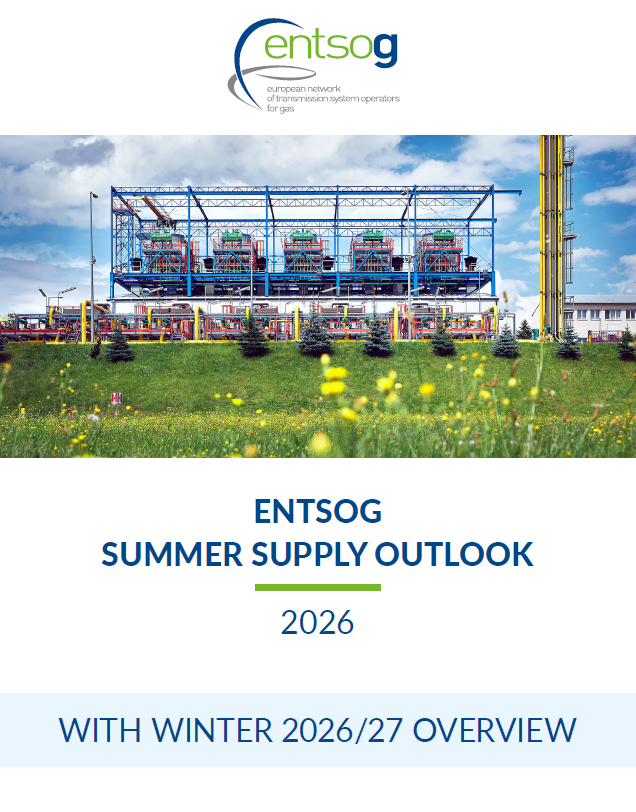 entsog
european network
of transmission system operators
for gas
ENTSOG
SUMMER SUPPLY OUTLOOK
2026
WITH WINTER 2026/27 OVERVIEW